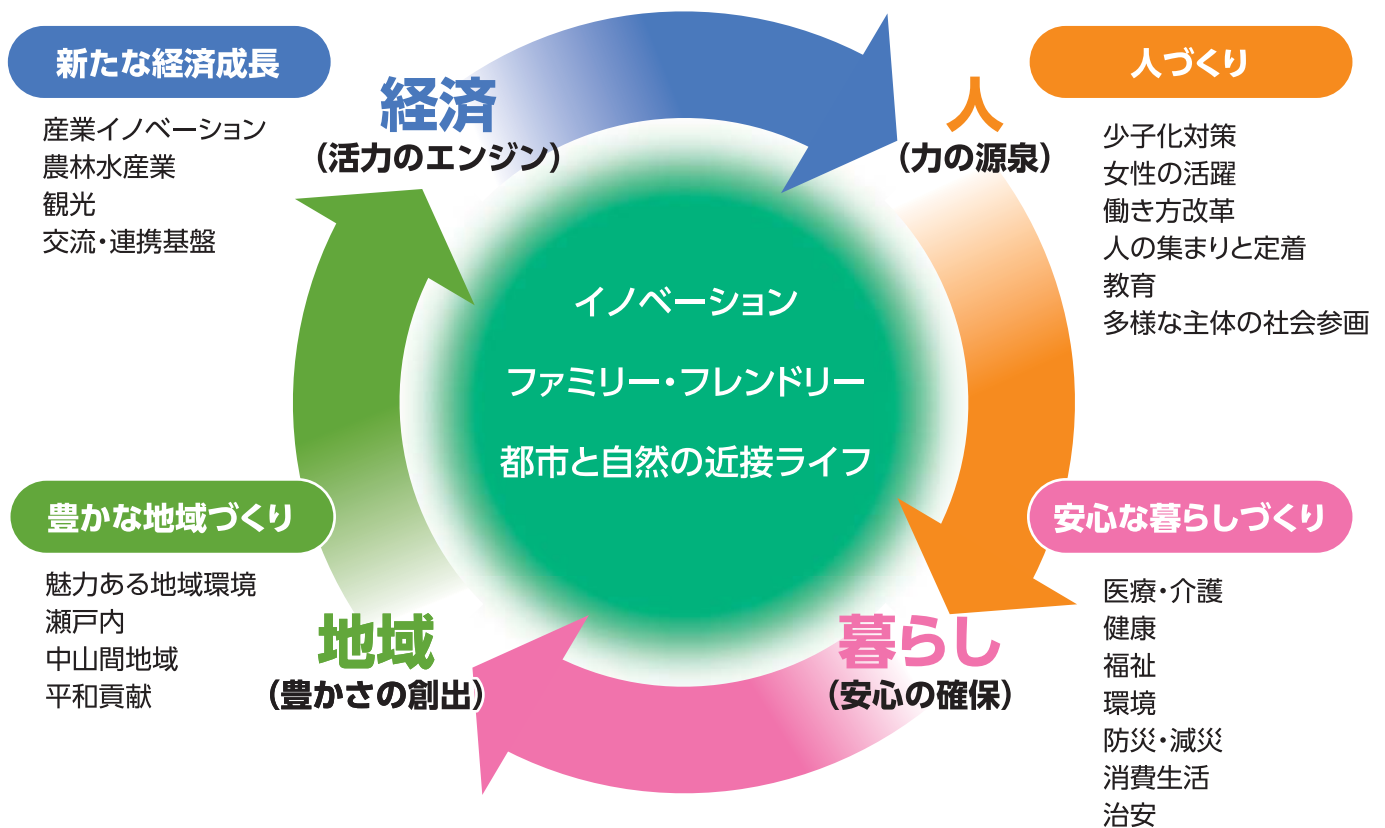 新たな経済成長
産業イノベーション
農林水産業
観光
交流・連携基盤
経済
（活力のエンジン）
人
（力の源泉）
人づくり
少子化対策
女性の活躍
働き方改革
人の集まりと定着
教育
多様な主体の社会参画
イノベーション
ファミリー・フレンドリー
都市と自然の近接ライフ
豊かな地域づくり
魅力ある地域環境
瀬戸内
中山間地域
平和貢献
地域
（豊かさの創出）
暮らし
（安心の確保）
安心な暮らしづくり
医療・介護
健康
福祉
環境
防災・減災
消費生活
治安